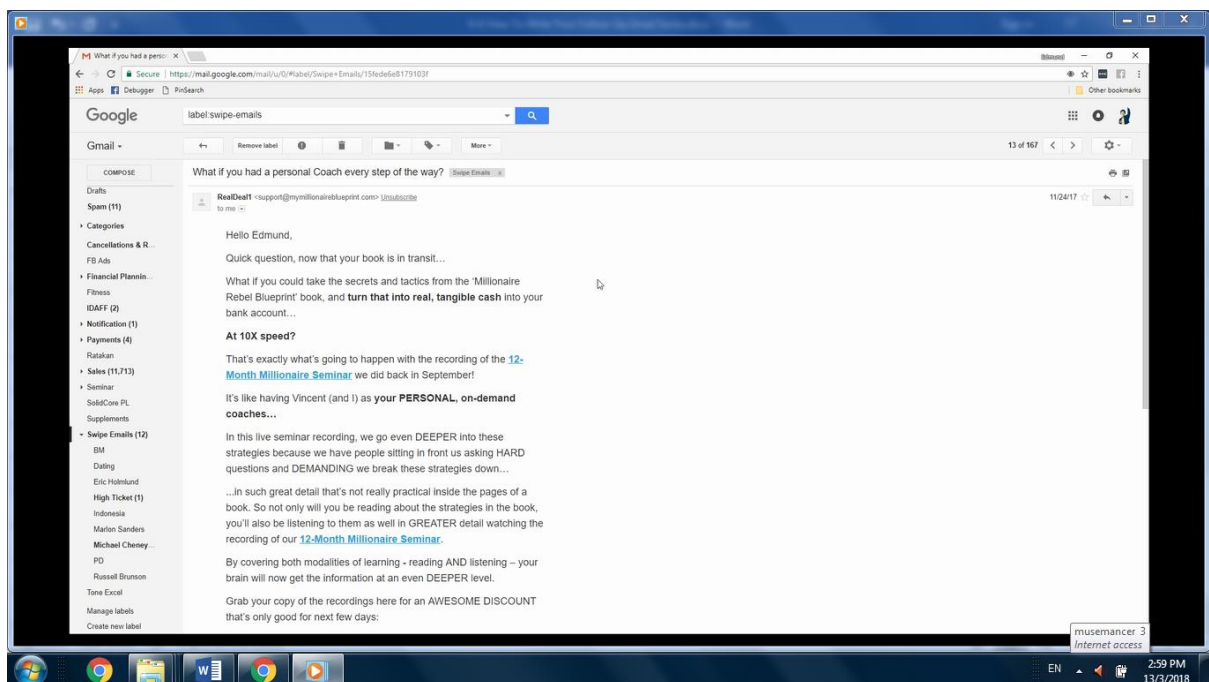 What if you had a perso
Edmund
Secure
https://mail.google.com/mail/u/0/#label/Swipe+Emails/15fede6e8179103f
Apps
Debugger
PinSearch
Other bookmarks
Google
label:swipe-emails
Gmail
Remove label
More
13 of 167
COMPOSE
What if you had a personal Coach every step of the way?
Swipe Emails x
Drafts
Spam (11)
Categories
Cancellations & R...
FB Ads
Financial Plannin...
Fitness
IDAFF (2)
Notification (1)
Payments (4)
Ratakan
Sales (11,713)
Seminar
SolidCore PL
Supplements
Swipe Emails (12)
BM
Dating
Eric Holmlund
High Ticket (1)
Indonesia
Marlon Sanders
Michael Cheney...
PD
Russell Brunson
Tone Excel
Manage labels
Create new label
RealDeal1 <support@mymillionaireblueprint.com> Unsubscribe
to me
11/24/17
Hello Edmund,
Quick question, now that your book is in transit…
What if you could take the secrets and tactics from the 'Millionaire
Rebel Blueprint' book, and turn that into real, tangible cash into your
bank account…
At 10X speed?
That's exactly what's going to happen with the recording of the 12-
Month Millionaire Seminar we did back in September!
It's like having Vincent (and I) as your PERSONAL, on-demand
coaches…
In this live seminar recording, we go even DEEPER into these
strategies because we have people sitting in front us asking HARD
questions and DEMANDING we break these strategies down…
...in such great detail that's not really practical inside the pages of a
book. So not only will you be reading about the strategies in the book,
you'll also be listening to them as well in GREATER detail watching the
recording of our 12-Month Millionaire Seminar.
By covering both modalities of learning - reading AND listening – your
brain will now get the information at an even DEEPER level.
Grab your copy of the recordings here for an AWESOME DISCOUNT
that's only good for next few days:
musemancer 3
Internet access
EN
2:59 PM
13/3/2018